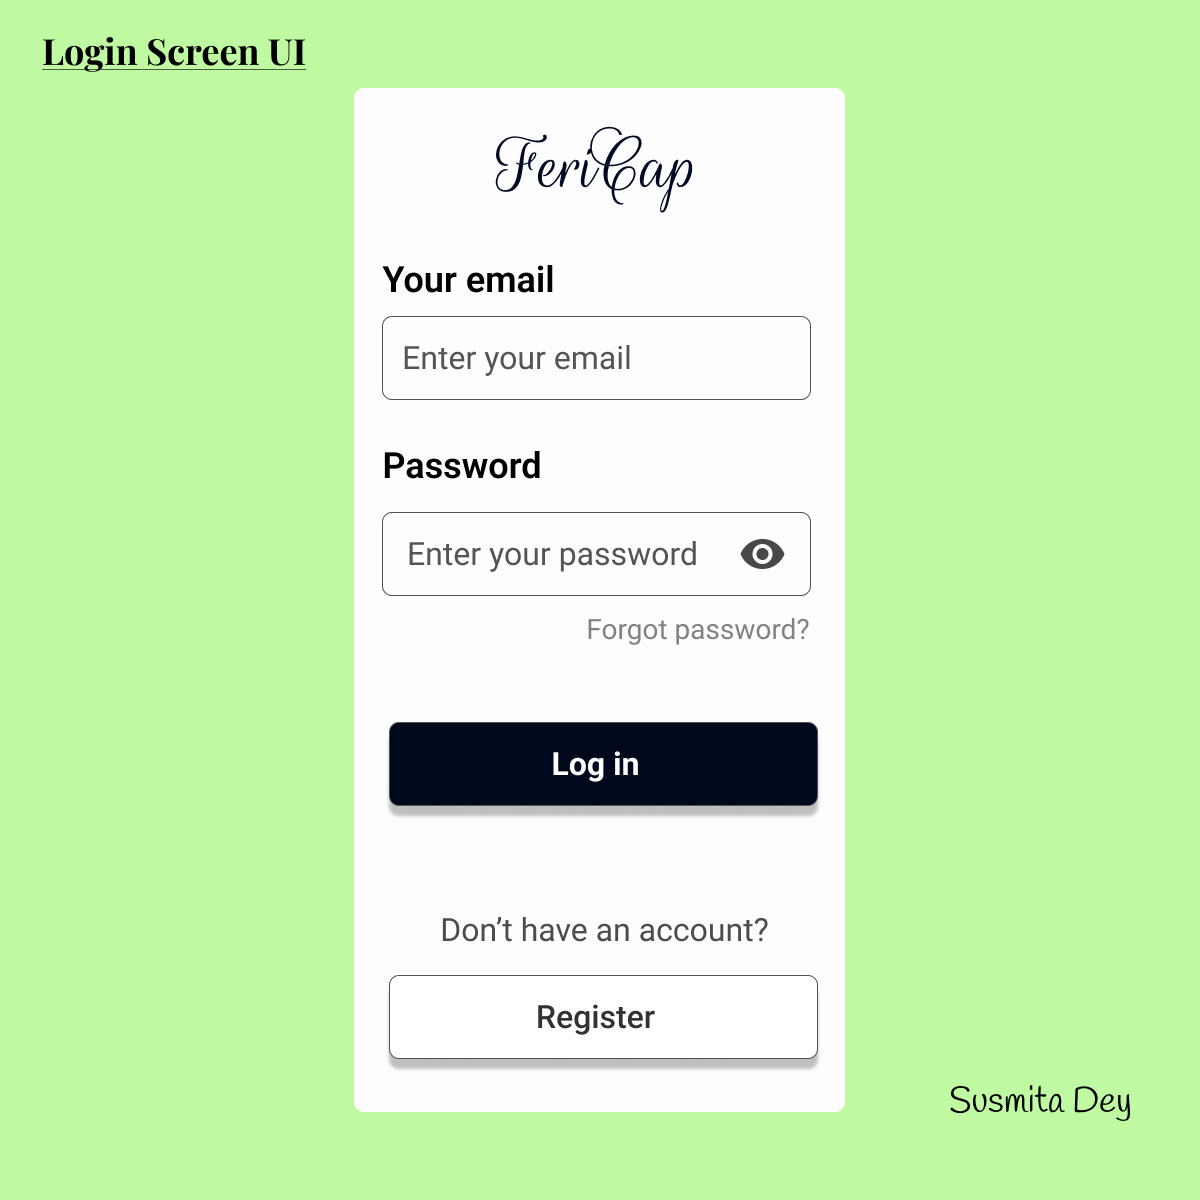 Login Screen UI
FeriCap
Your email
Enter your email
Password
Enter your password
Forgot password?
Log in
Don’t have an account?
Register
Susmita Dey